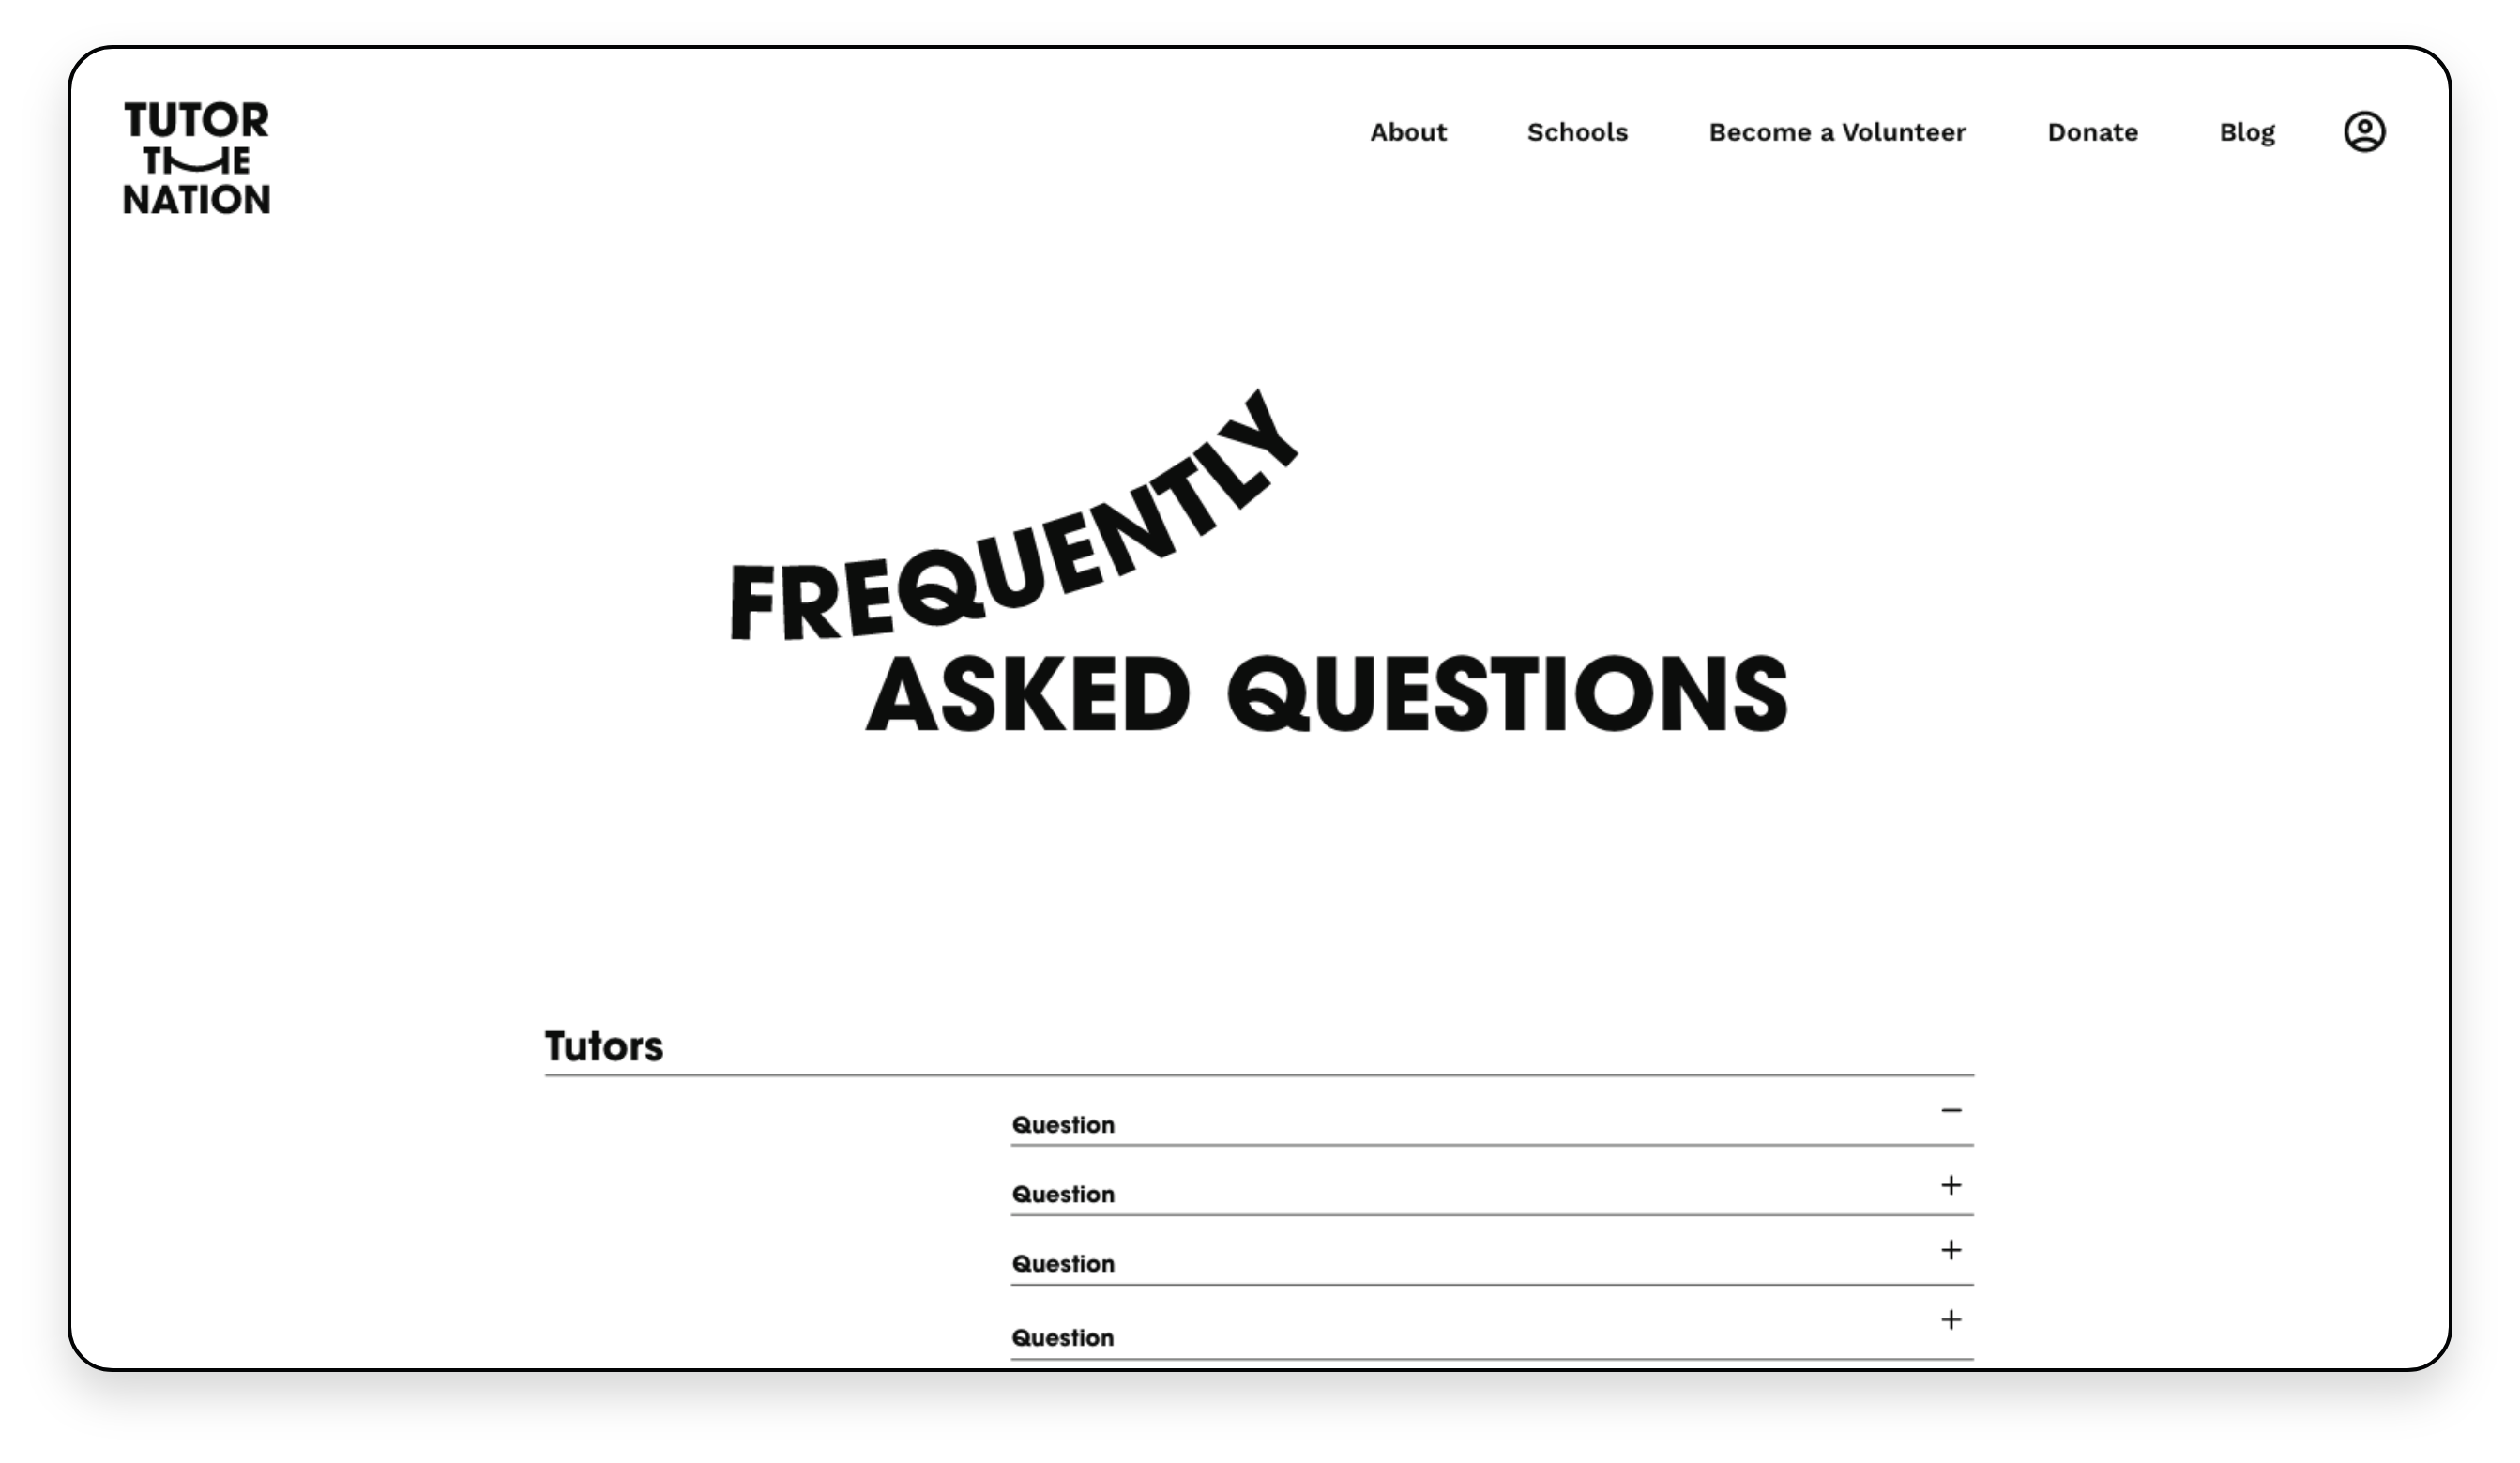 TUTOR
THE
NATION
About Schools Become a Volunteer Donate Blog
FREQUENTLY
ASKED QUESTIONS
Tutors
Question
Question
Question
Question